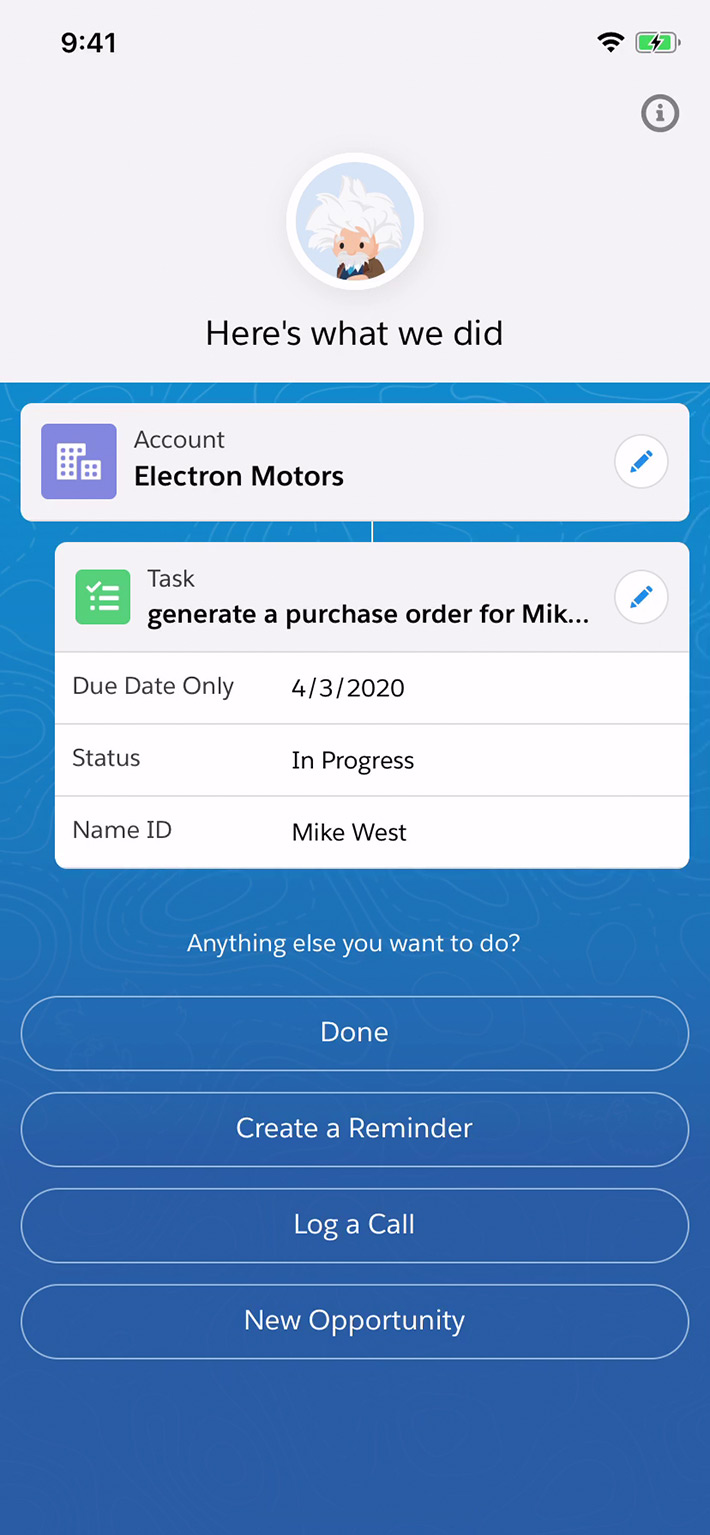 9:41
Here's what we did
Account
Electron Motors
Task
generate a purchase order for Mik...
Due Date Only
4/3/2020
Status
In Progress
Name ID
Mike West
Anything else you want to do?
Done
Create a Reminder
Log a Call
New Opportunity